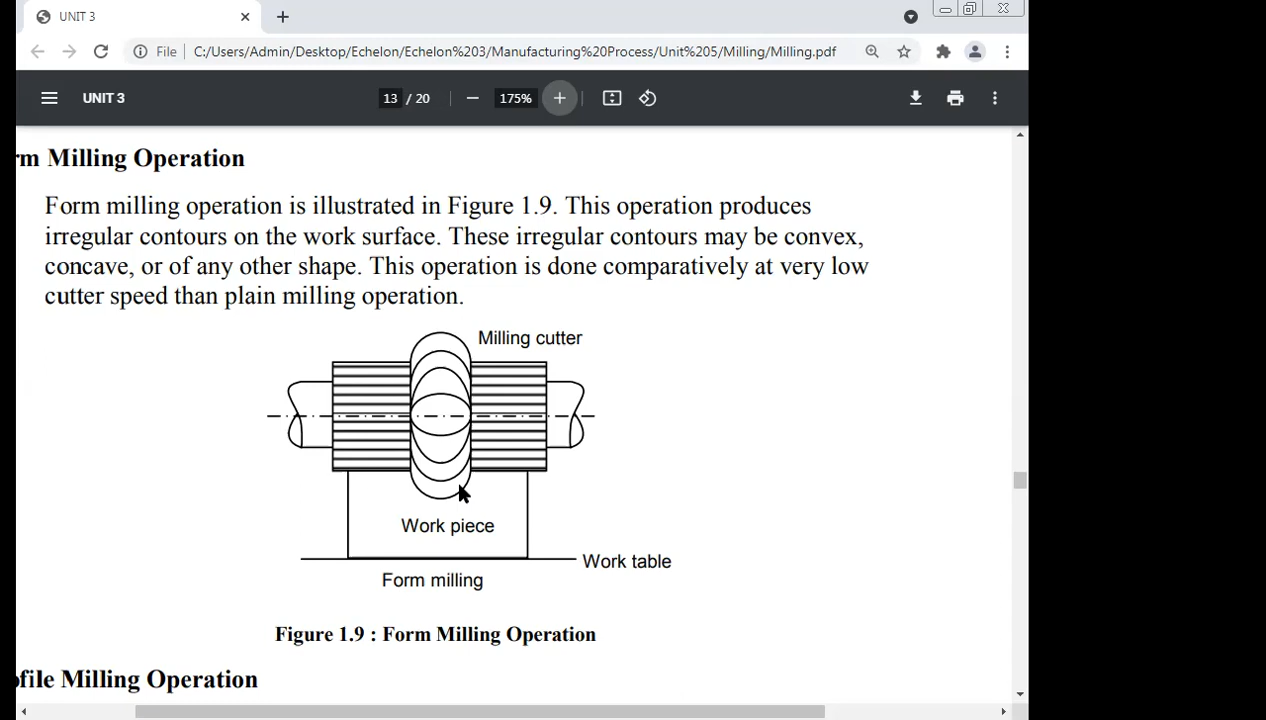 UNIT 3
File
C:/Users/Admin/Desktop/Echelon/Echelon%203/Manufacturing%20Process/Unit%205/Milling/Milling.pdf
UNIT 3
13 / 20
175%
rm Milling Operation
Form milling operation is illustrated in Figure 1.9. This operation produces
irregular contours on the work surface. These irregular contours may be convex,
concave, or of any other shape. This operation is done comparatively at very low
cutter speed than plain milling operation.
Milling cutter
Work piece
Work table
Form milling
Figure 1.9 : Form Milling Operation
ofile Milling Operation